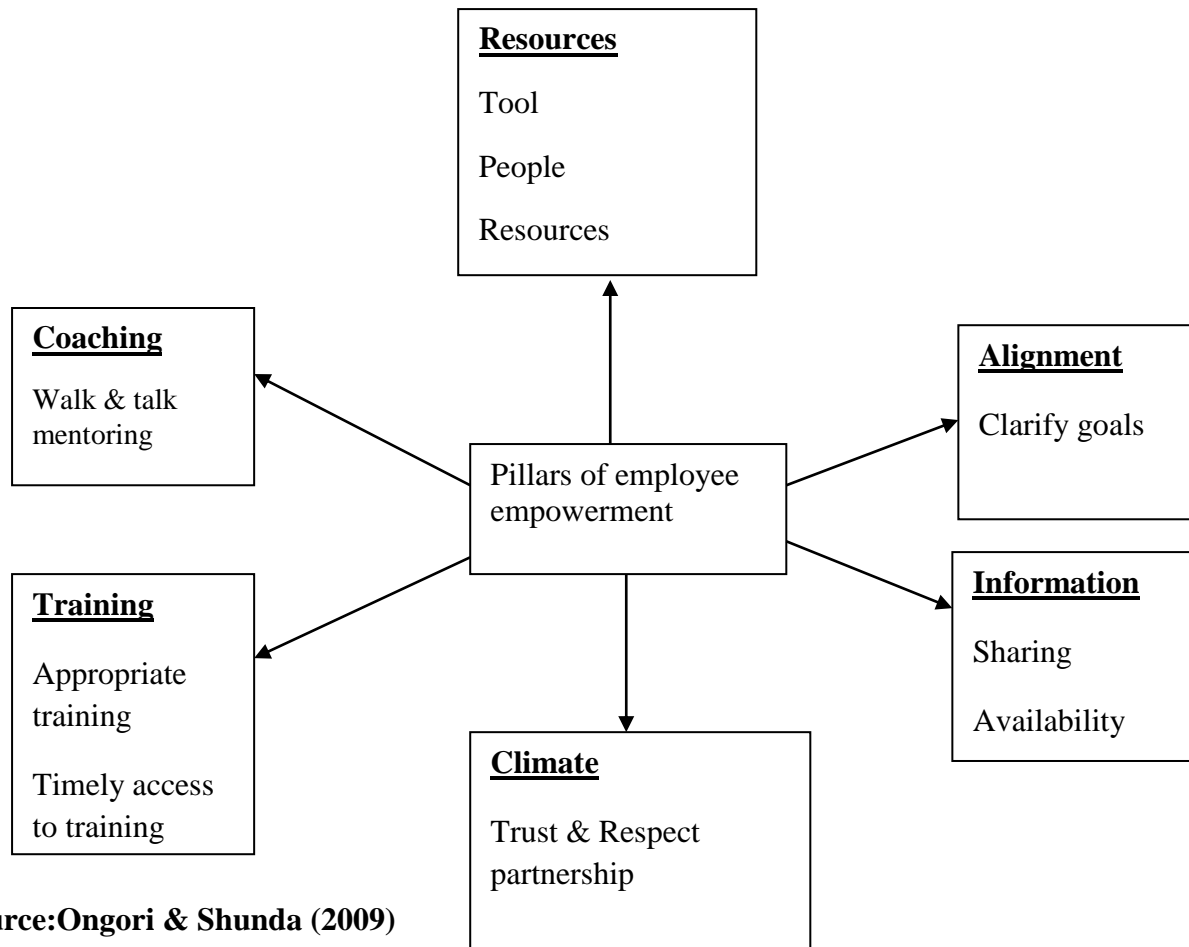 Resources
Tool
People
Resources
Coaching
Walk & talk
mentoring
Alignment
Clarify goals
Pillars of employee
empowerment
Training
Appropriate
training
Timely access
to training
Information
Sharing
Availability
Climate
Trust & Respect
partnership
urce:Ongori & Shunda (2009)